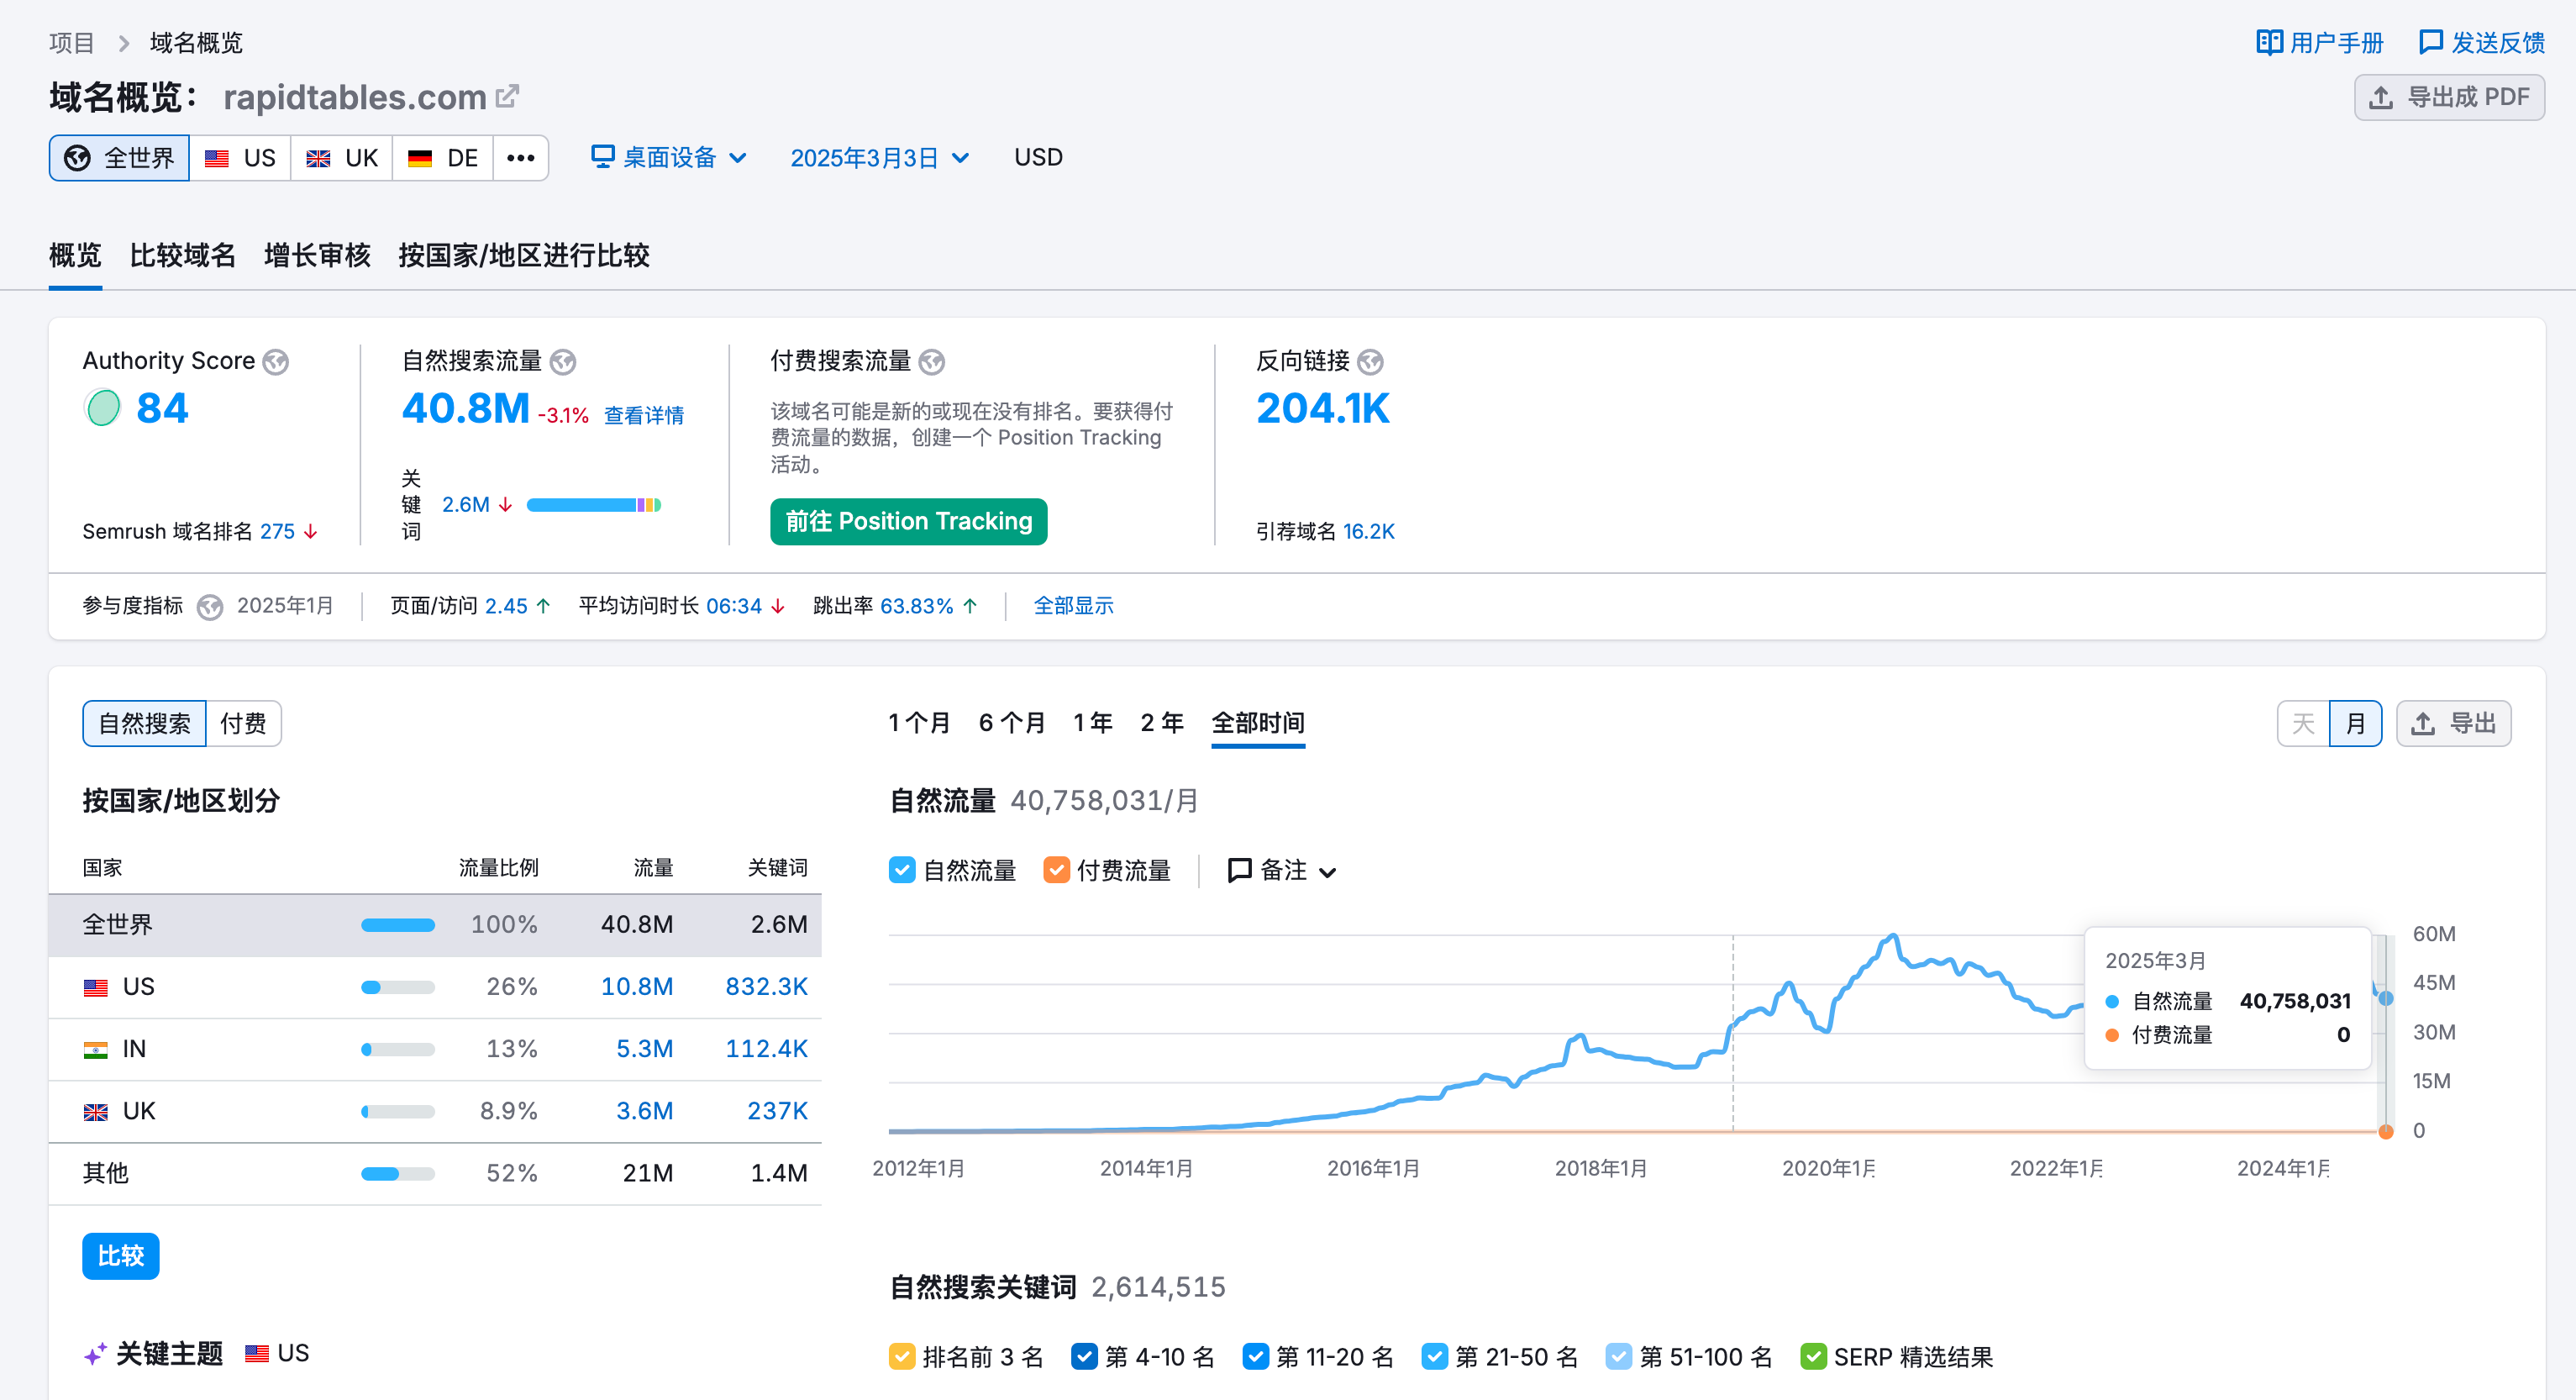 项目 > 域名概览
用户手册 发送反馈
域名概览： rapidtables.com
导出成 PDF
全世界 US UK DE •••
桌面设备 2025年3月3日 USD
概览 比较域名 增长审核 按国家/地区进行比较
Authority Score
84
Semrush 域名排名 275 ↓
自然搜索流量
40.8M -3.1% 查看详情
关键词 2.6M ↓
付费搜索流量
该域名可能是新的或现在没有排名。要获得付
费流量的数据，创建一个 Position Tracking
活动。
前往 Position Tracking
反向链接
204.1K
引荐域名 16.2K
参与度指标 2025年1月 页面/访问 2.45 ↑ 平均访问时长 06:34 ↓ 跳出率 63.83% ↑ 全部显示
自然搜索 付费
按国家/地区划分
国家 流量比例 流量 关键词
全世界 100% 40.8M 2.6M
US 26% 10.8M 832.3K
IN 13% 5.3M 112.4K
UK 8.9% 3.6M 237K
其他 52% 21M 1.4M
比较
关键主题 US
1 个月 6 个月 1 年 2 年 全部时间
天 月 导出
自然流量 40,758,031/月
自然流量 付费流量 备注
60M
45M
30M
15M
0
2025年3月
自然流量 40,758,031
付费流量 0
2012年1月 2014年1月 2016年1月 2018年1月 2020年1月 2022年1月 2024年1月
自然搜索关键词 2,614,515
排名前 3 名 第 4-10 名 第 11-20 名 第 21-50 名 第 51-100 名 SERP 精选结果